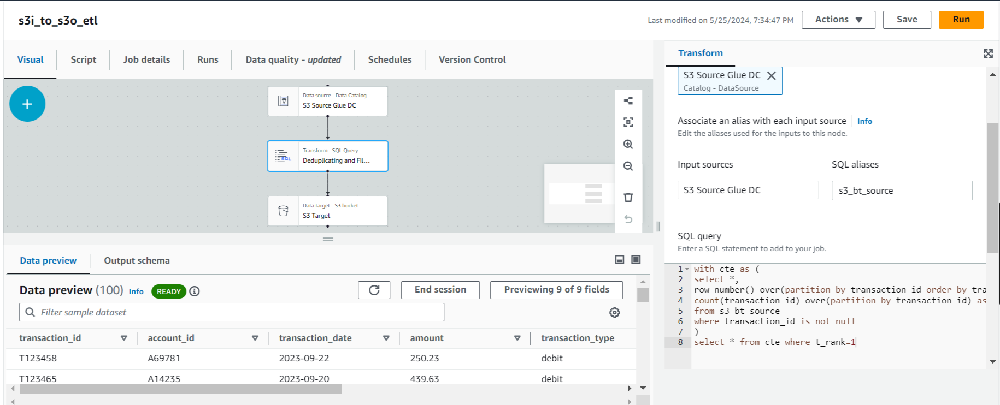 s3i_to_s3o_etl
Last modified on 5/25/2024, 7:34:47 PM
Actions
Save
Run
Visual
Script
Job details
Runs
Data quality - updated
Schedules
Version Control
+
Data source - Data Catalog
S3 Source Glue DC
Transform - SQL Query
SQL
Deduplicating and Fil...
Data target - S3 bucket
S3 Target
Data preview
Output schema
Data preview (100) Info READY
End session
Previewing 9 of 9 fields
Filter sample dataset
transaction_id account_id transaction_date amount transaction_type
T123458 A69781 2023-09-22 250.23 debit
T123465 A14235 2023-09-20 439.63 debit
Transform
S3 Source Glue DC
Catalog - DataSource
Associate an alias with each input source Info
Edit the aliases used for the inputs to this node.
Input sources SQL aliases
S3 Source Glue DC s3_bt_source
SQL query
Enter a SQL statement to add to your job.
1 with cte as (
2 select *,
3 row_number() over(partition by transaction_id order by tra
4 count(transaction_id) over(partition by transaction_id) as
5 from s3_bt_source
6 where transaction_id is not null
7 )
8 select * from cte where t_rank=1